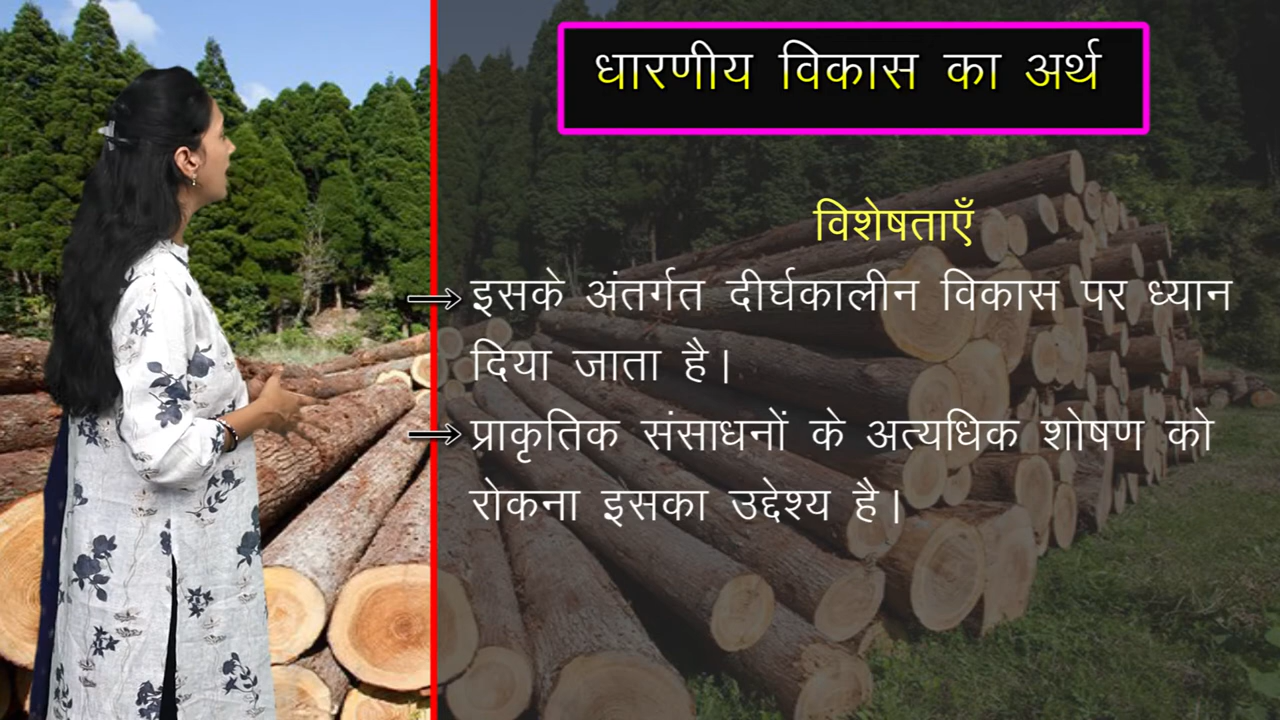 धारणीय विकास का अर्थ
विशेषताएँ
इसके अंतर्गत दीर्घकालीन विकास पर ध्यान
दिया जाता है।
प्राकृतिक संसाधनों के अत्यधिक शोषण को
रोकना इसका उद्देश्य है।